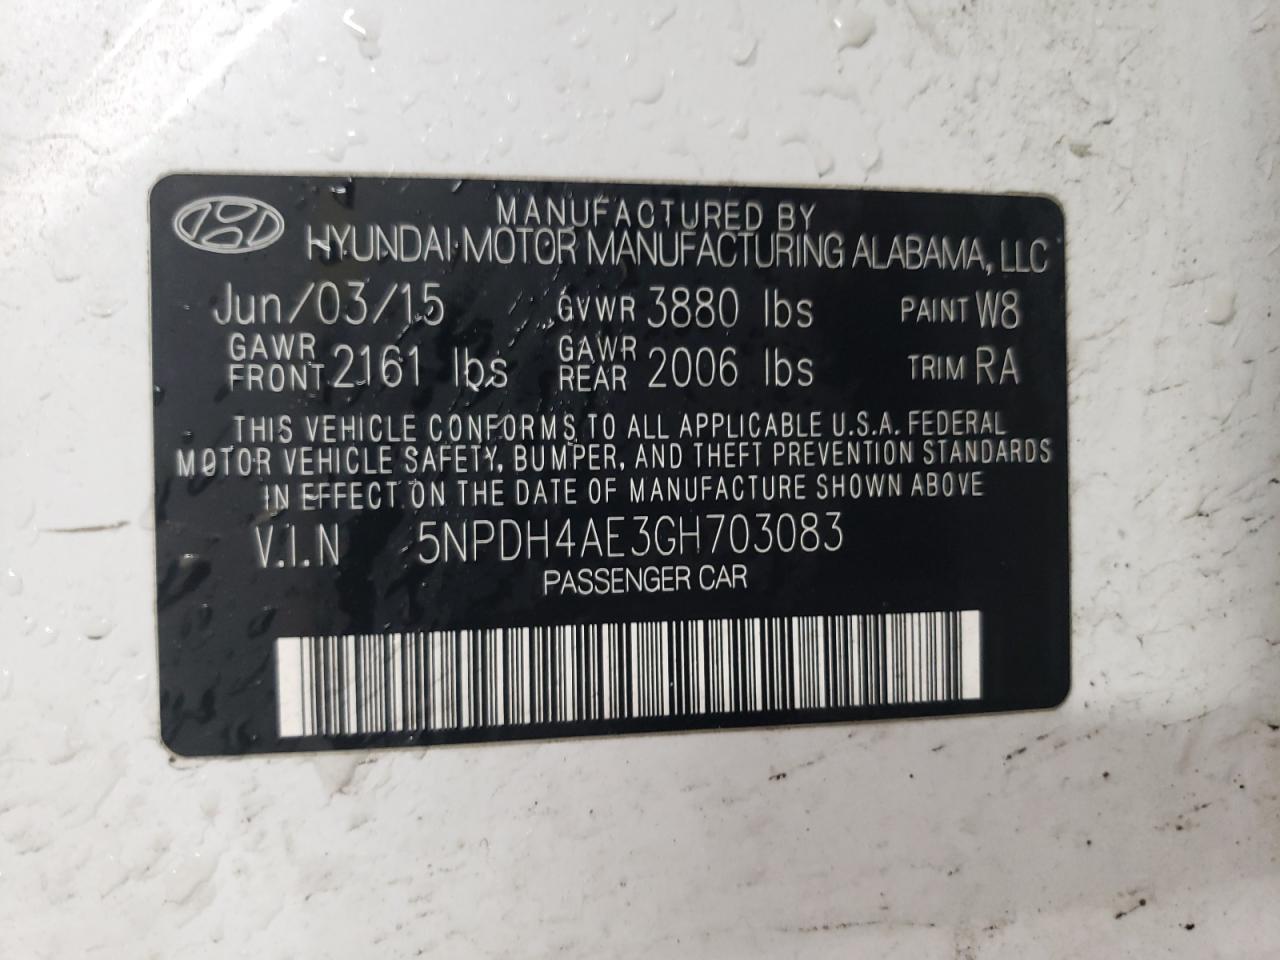 MANUFACTURED BY
HYUNDAI MOTOR MANUFACTURING ALABAMA, LLC
Jun/03/15 GVWR 3880 lbs PAINT W8
GAWR FRONT 2161 lbs GAWR REAR 2006 lbs TRIM RA
THIS VEHICLE CONFORMS TO ALL APPLICABLE U.S.A. FEDERAL
MOTOR VEHICLE SAFETY, BUMPER, AND THEFT PREVENTION STANDARDS
IN EFFECT ON THE DATE OF MANUFACTURE SHOWN ABOVE
V.I.N 5NPDH4AE3GH703083
PASSENGER CAR